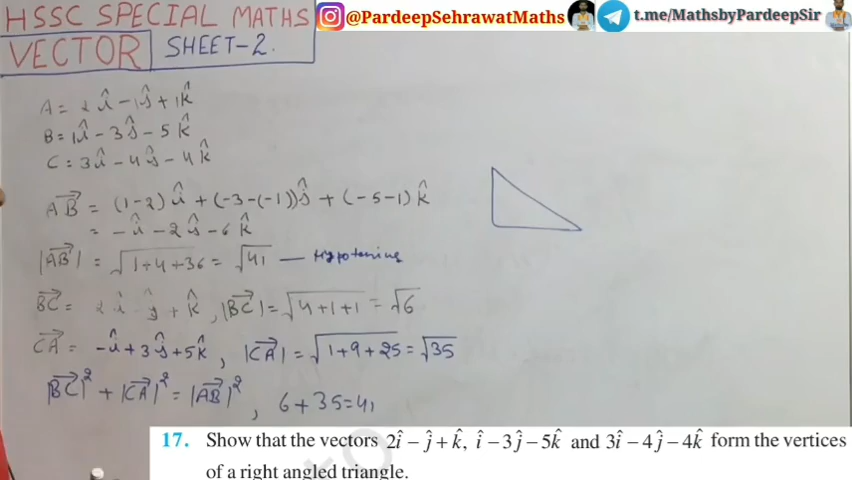 HSSC SPECIAL MATHS
@PardeepSehrawatMaths
t.me/MathsbyPardeepSir
VECTOR SHEET-2.
A = 2î - 1ĵ + 1k̂
B = 1î - 3ĵ - 5k̂
C = 3î - 4ĵ - 4k̂
AB⃗ = (1-2)î + (-3-(-1))ĵ + (-5-1)k̂
= -î - 2ĵ - 6k̂
|AB⃗| = √1+4+36 = √41 — Hypotenuse
BC⃗ = 2î - ĵ + k̂, |BC⃗| = √4+1+1 = √6
CA⃗ = -î + 3ĵ + 5k̂, |CA⃗| = √1+9+25 = √35
|BC⃗|² + |CA⃗|² = |AB⃗|², 6+35=41
17. Show that the vectors 2î - ĵ + k̂, î - 3ĵ - 5k̂ and 3î - 4ĵ - 4k̂ form the vertices
of a right angled triangle.